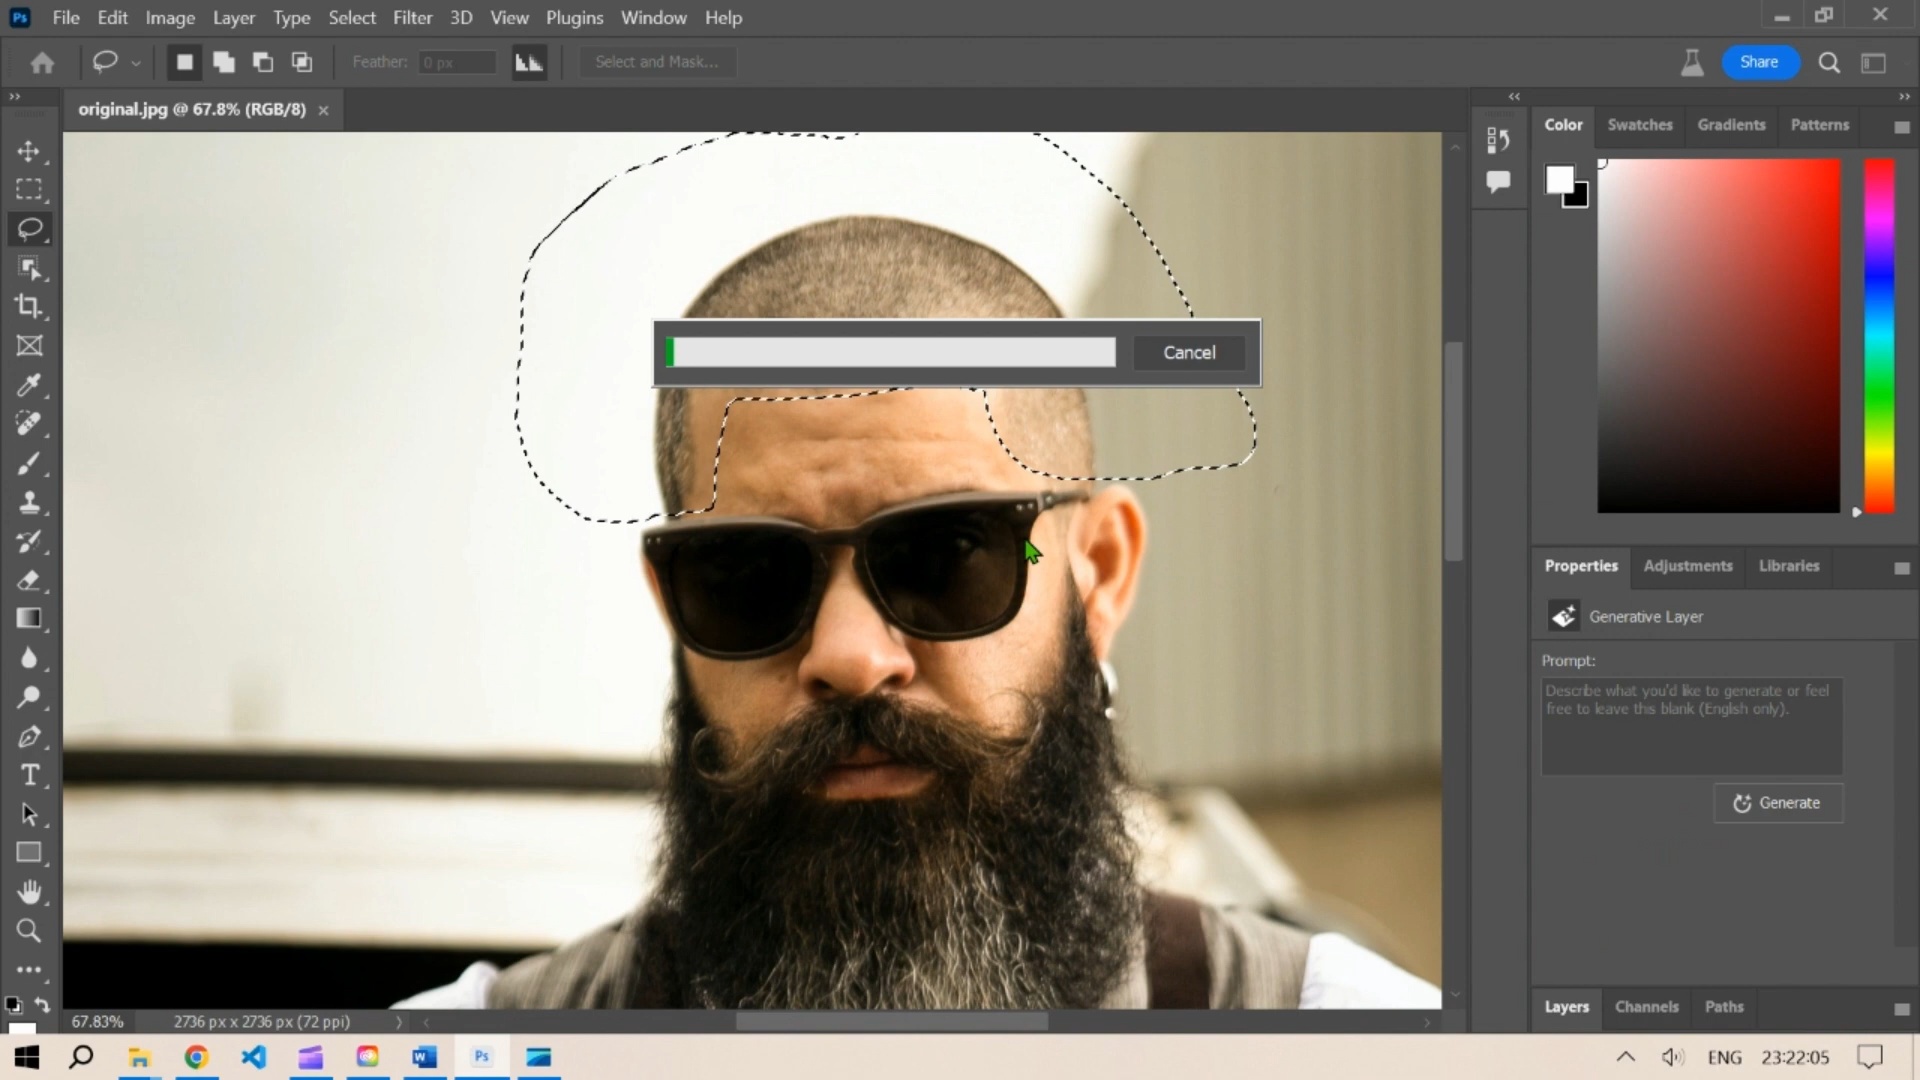 Ps File Edit Image Layer Type Select Filter 3D View Plugins Window Help
Feather: 0 px Select and Mask... Share
original.jpg @ 67.8% (RGB/8)
Color Swatches Gradients Patterns
Cancel
Properties Adjustments Libraries
Generative Layer
Prompt:
Describe what you'd like to generate or feel
free to leave this blank (English only).
Generate
Layers Channels Paths
67.83% 2736 px x 2736 px (72 ppi)
W Ps ENG 23:22:05